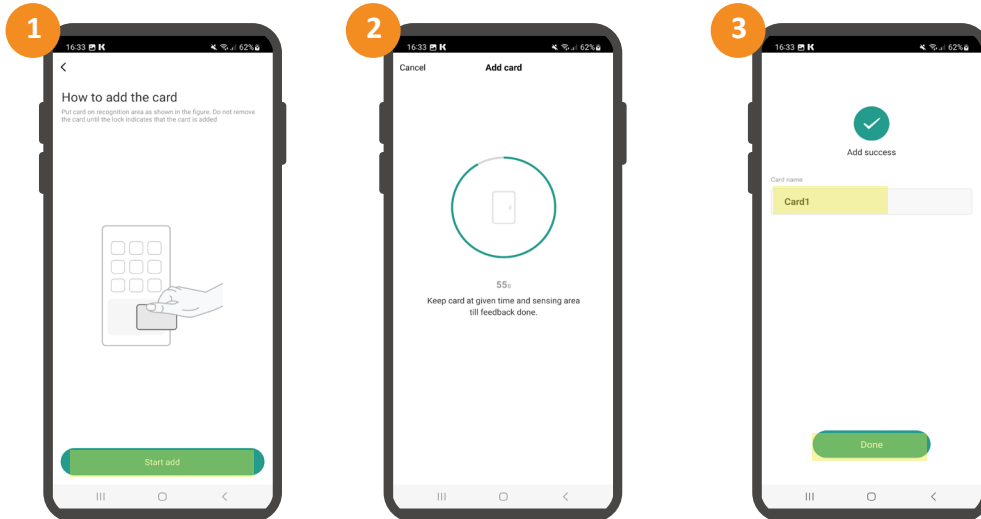 1
16:33 K 62%
How to add the card
Put card on recognition area as shown in the figure. Do not remove
the card until the lock indicates that the card is added
Start add
2
16:33 K 62%
Cancel Add card
55s
Keep card at given time and sensing area
till feedback done.
3
16:33 K 62%
Add success
Card name
Card1
Done